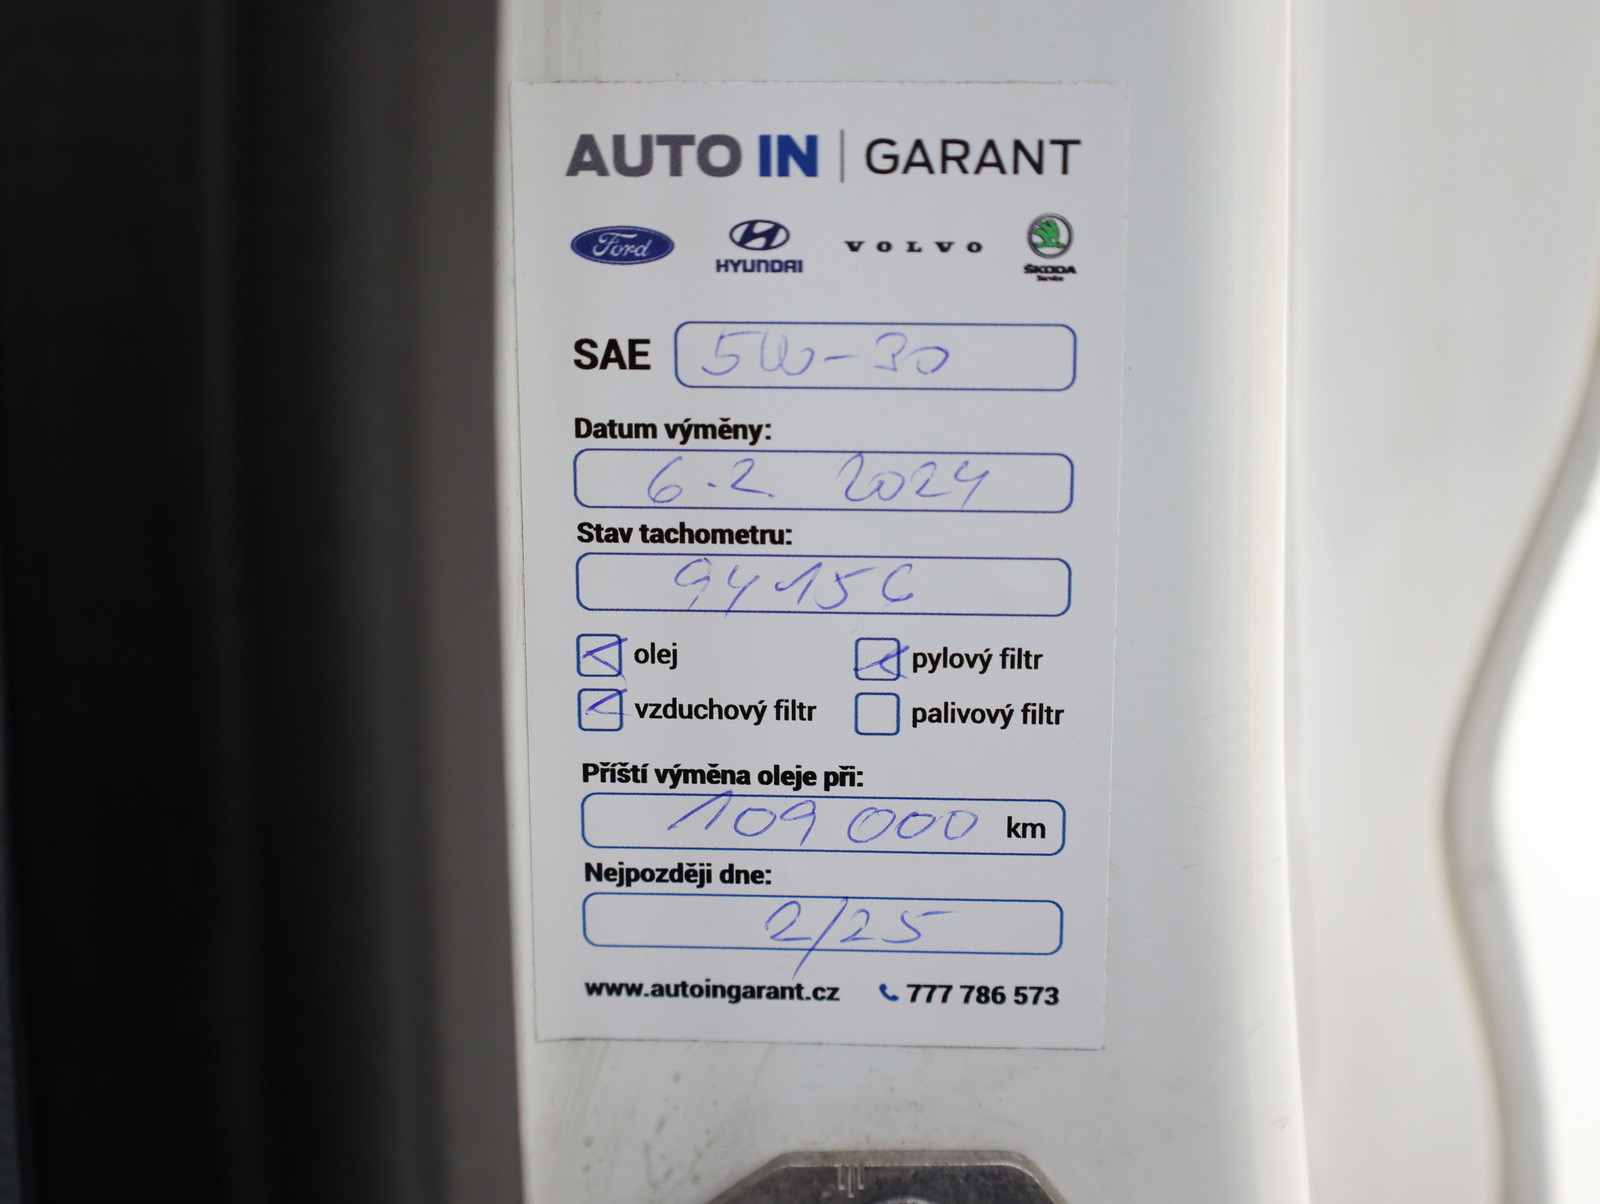 AUTO IN | GARANT
Ford HYUNDAI VOLVO ŠKODA
Service
SAE 5W-30
Datum výměny:
6.2. 2024
Stav tachometru:
94156
olej pylový filtr
vzduchový filtr palivový filtr
Příští výměna oleje při:
109 000 km
Nejpozději dne:
2/25
www.autoingarant.cz 777 786 573